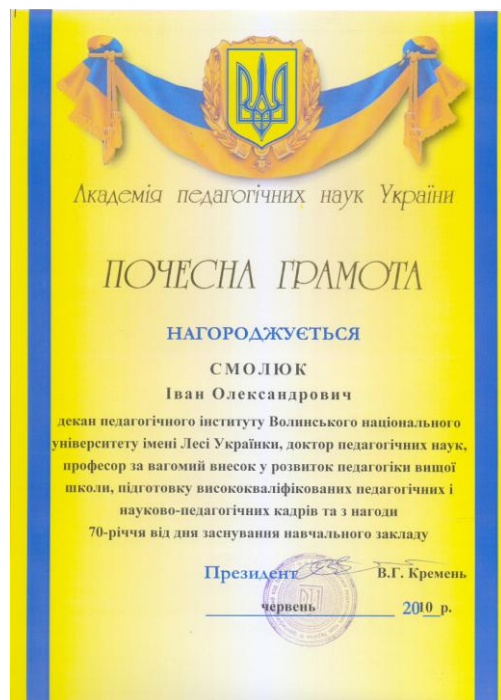 Академія педагогічних наук України
ПОЧЕСНА ГРАМОТА
НАГОРОДЖУЄТЬСЯ
СМОЛЮК
Іван Олександрович
декан педагогічного інституту Волинського національного
університету імені Лесі Українки, доктор педагогічних наук,
професор за вагомий внесок у розвиток педагогіки вищої
школи, підготовку висококваліфікованих педагогічних і
науково-педагогічних кадрів та з нагоди
70-річчя від дня заснування навчального закладу
Президент В.Г. Кремень
червень 2010 р.